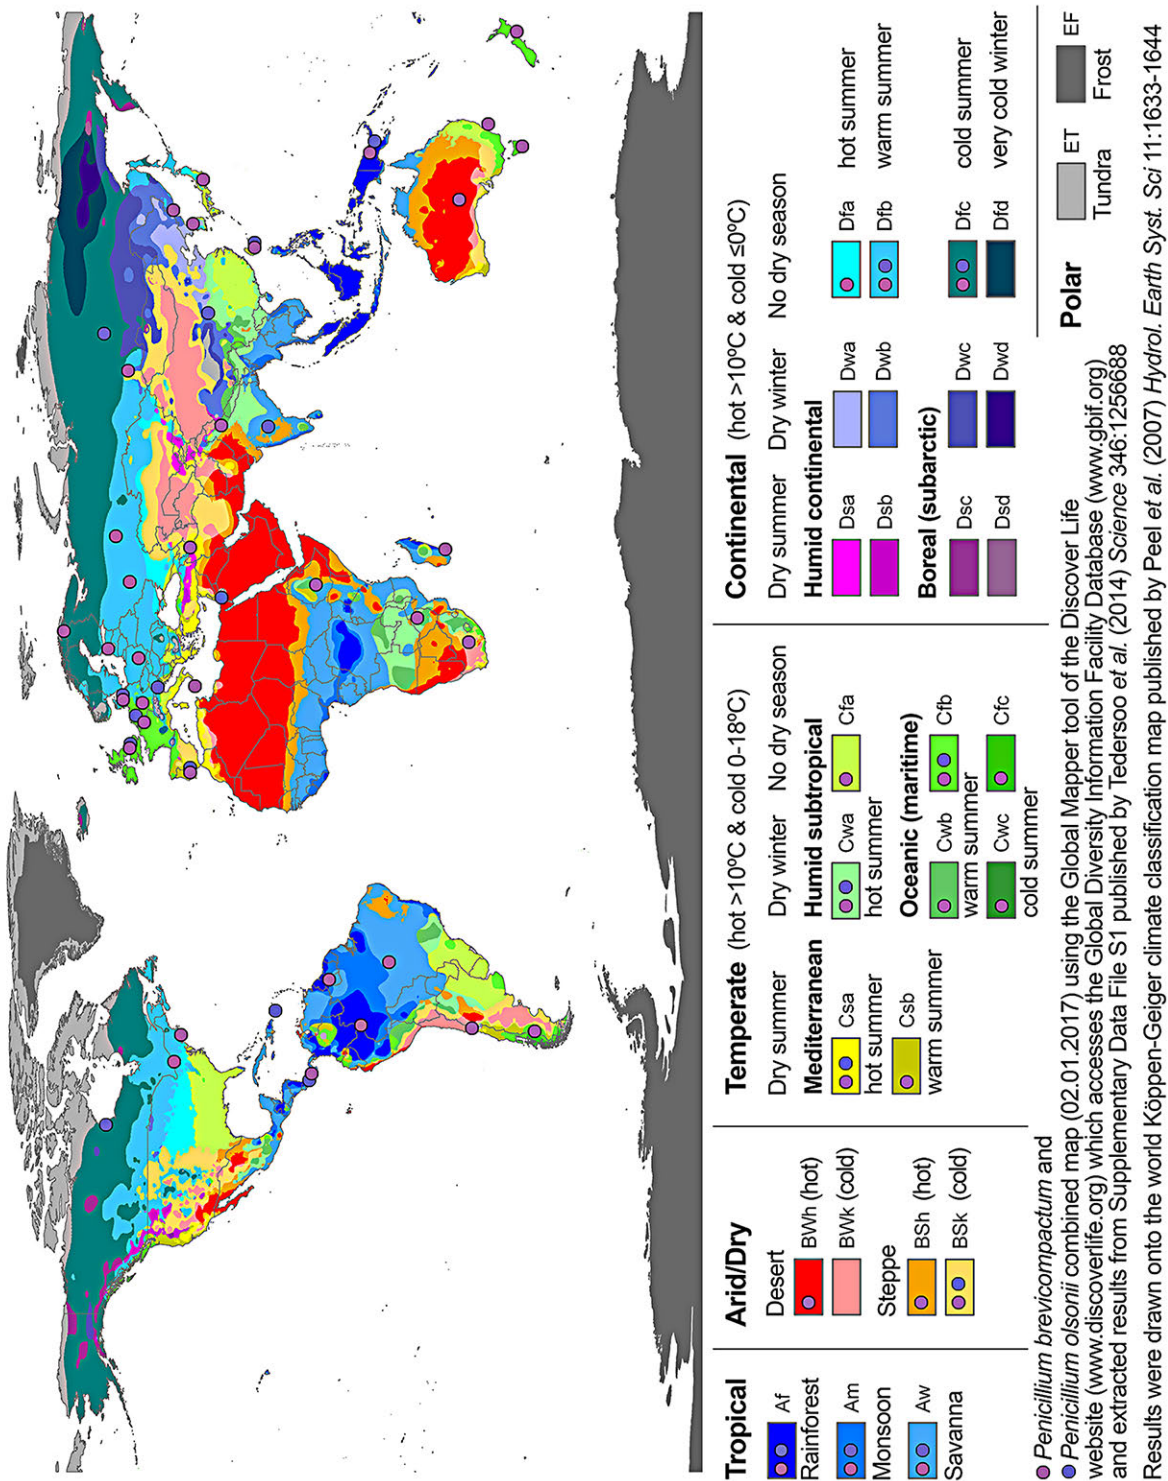 Tropical
Af
Rainforest
Am
Monsoon
Aw
Savanna
Arid/Dry
Desert
BWh (hot)
BWk (cold)
Steppe
BSh (hot)
BSk (cold)
Temperate (hot >10ºC & cold 0-18ºC)
Dry summer Dry winter No dry season
Mediterranean Humid subtropical
Csa Cwa Cfa
hot summer hot summer
Oceanic (maritime)
Csb Cwb Cfb
warm summer warm summer
Cwc Cfc
cold summer
Continental (hot >10ºC & cold ≤0ºC)
Dry summer Dry winter No dry season
Humid continental
Dsa Dwa Dfa hot summer
Dsb Dwb Dfb warm summer
Boreal (subarctic)
Dsc Dwc Dfc cold summer
Dsd Dwd Dfd very cold winter
Polar
ET EF
Tundra Frost
Penicillium brevicompactum and
Penicillium olsonii combined map (02.01.2017) using the Global Mapper tool of the Discover Life
website (www.discoverlife.org) which accesses the Global Diversity Information Facility Database (www.gbif.org)
and extracted results from Supplementary Data File S1 published by Tedersoo et al. (2014) Science 346:1256688
Results were drawn onto the world Köppen-Geiger climate classification map published by Peel et al. (2007) Hydrol. Earth Syst. Sci 11:1633-1644